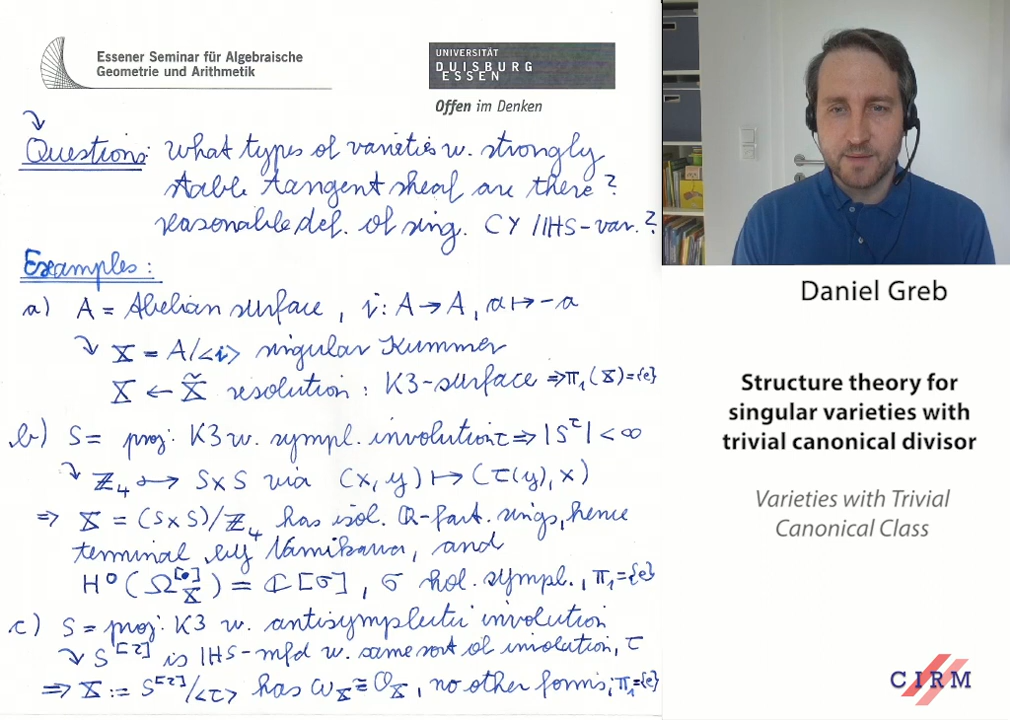 Essener Seminar für Algebraische
Geometrie und Arithmetik
UNIVERSITÄT
DUISBURG
ESSEN
Offen im Denken
Questions: what types of varieties w. strongly
stable tangent sheaf are there?
reasonable def. of sing. CY/IHS-var.?
Examples:
a) A = Abelian surface, i: A → A, a ↦ -a
↷ X = A/<i> singular Kummer
X ← X̃ resolution: K3-surface ⇒ π₁(X)={e}
b) S = proj. K3 w. sympl. involution τ ⇒ |S^τ| < ∞
↷ ℤ₄ ↪ S×S via (x,y) ↦ (τ(y),x)
⇒ X = (S×S)/ℤ₄ has isol. Q-fact. sings, hence
terminal by Namikawa, and
H⁰(Ω_X^[•]) = ℂ[σ], σ hol. sympl., π₁={e}
c) S = proj. K3 w. antisymplectic involution
↷ S^[2] is IHS-mfd w. same sort of involution, τ
⇒ X := S^[2]/<τ> has ω_X ≅ O_X, no other forms; π₁={e}
Daniel Greb
Structure theory for
singular varieties with
trivial canonical divisor
Varieties with Trivial
Canonical Class
CIRM